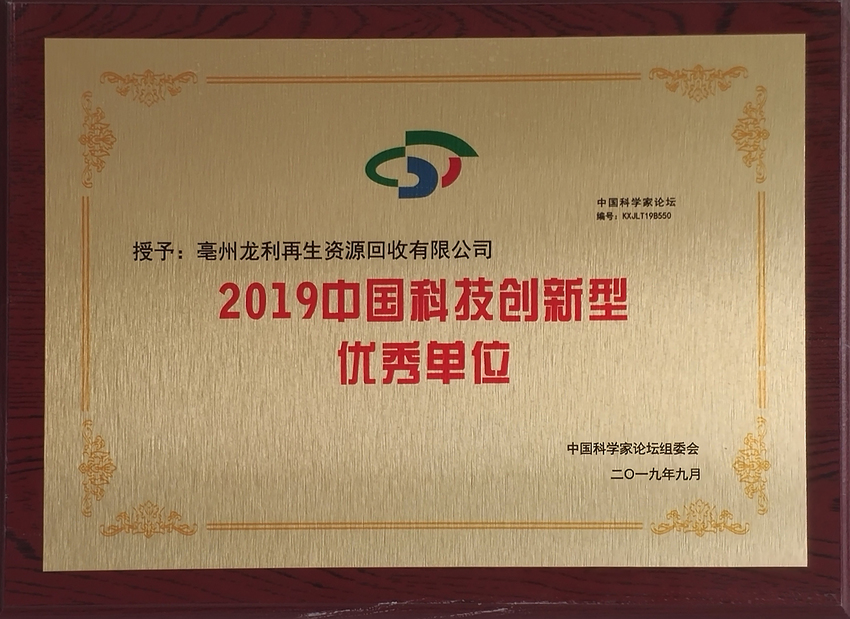 中国科学家论坛
编号：KXJLT19B550
授予：亳州龙利再生资源回收有限公司
2019中国科技创新型
优秀单位
中国科学家论坛组委会
二〇一九年九月